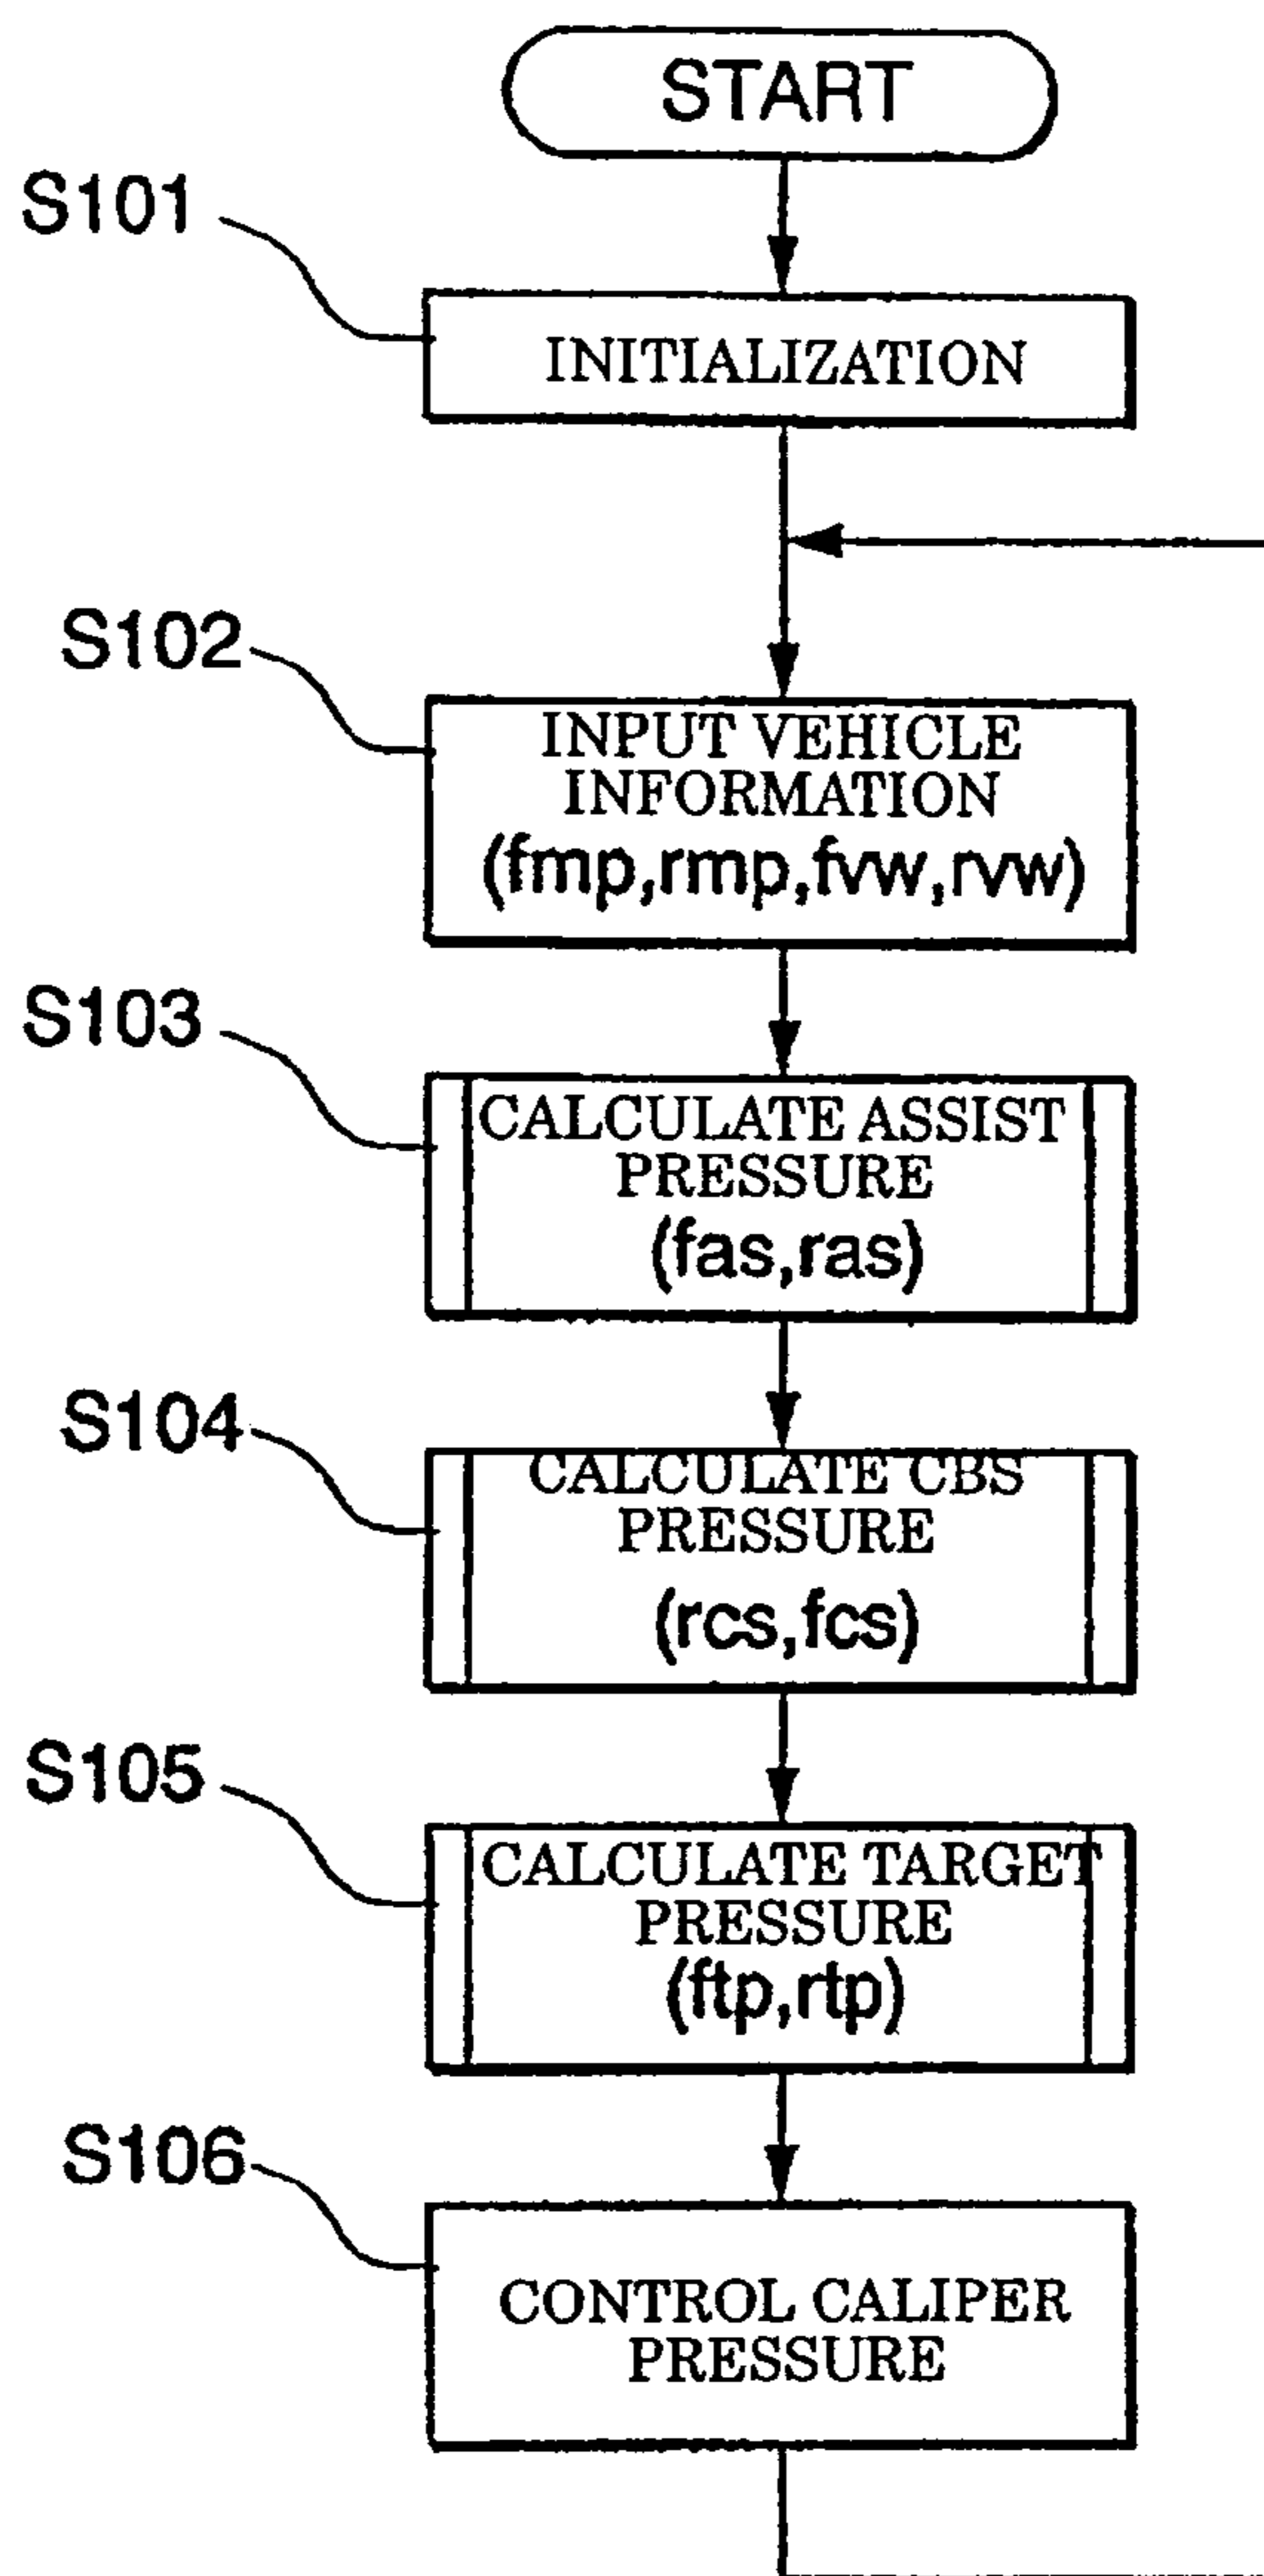 START
S101
INITIALIZATION
S102
INPUT VEHICLE
INFORMATION
(fmp,rmp,fvw,rvw)
S103
CALCULATE ASSIST
PRESSURE
(fas,ras)
S104
CALCULATE CBS
PRESSURE
(rcs,fcs)
S105
CALCULATE TARGET
PRESSURE
(ftp,rtp)
S106
CONTROL CALIPER
PRESSURE